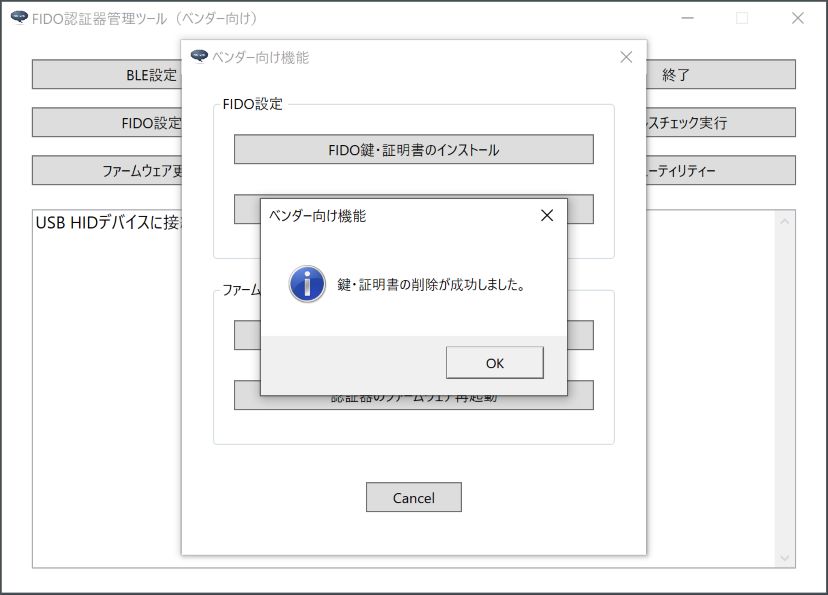 FIDO認証器管理ツール（ベンダー向け）
ベンダー向け機能
BLE設定
終了
FIDO設定
FIDO設定
スチェック実行
FIDO鍵・証明書のインストール
ファームウェア更
ーティリティー
USB HIDデバイスに接
ベンダー向け機能
鍵・証明書の削除が成功しました。
ファーム
OK
認証器のファームウェア再起動
Cancel